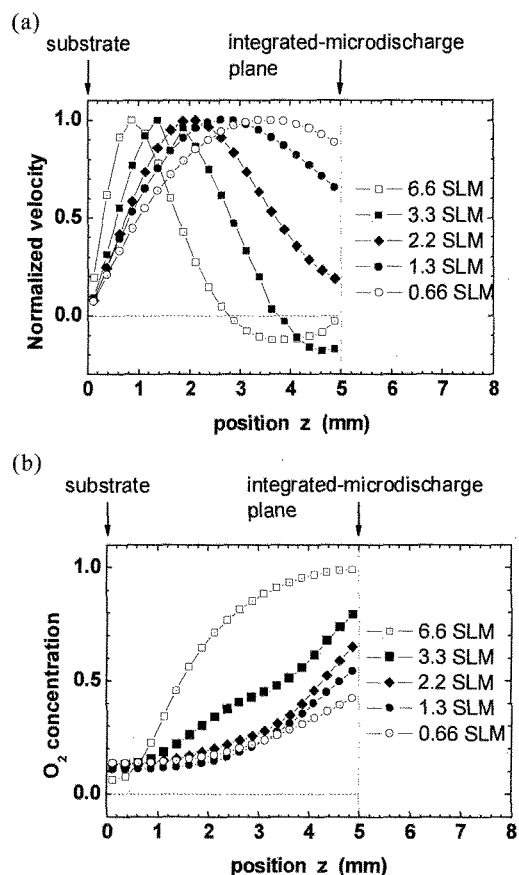 (a)
substrate
integrated-microdischarge
plane
Normalized velocity
1.0
0.5
0.0
6.6 SLM
3.3 SLM
2.2 SLM
1.3 SLM
0.66 SLM
0 1 2 3 4 5 6 7 8
position z (mm)
(b)
substrate
integrated-microdischarge
plane
O₂ concentration
1.0
0.5
0.0
6.6 SLM
3.3 SLM
2.2 SLM
1.3 SLM
0.66 SLM
0 1 2 3 4 5 6 7 8
position z (mm)